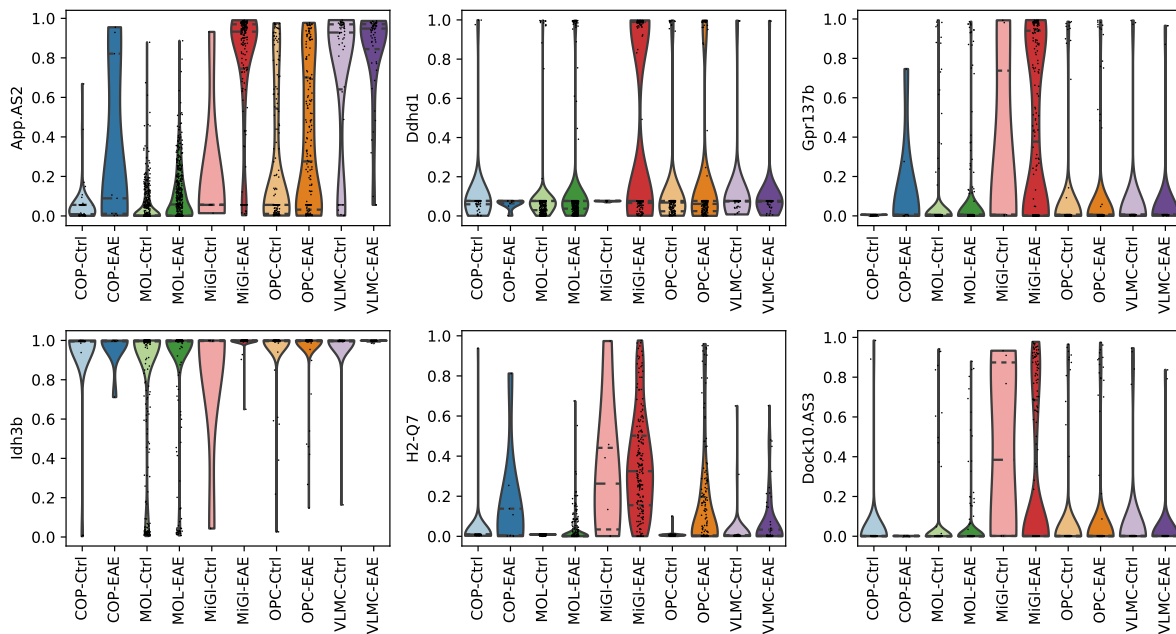 App.AS2
1.0
0.8
0.6
0.4
0.2
0.0
COP-Ctrl
COP-EAE
MOL-Ctrl
MOL-EAE
MiGl-Ctrl
MiGl-EAE
OPC-Ctrl
OPC-EAE
VLMC-Ctrl
VLMC-EAE
Ddhd1
1.0
0.8
0.6
0.4
0.2
0.0
COP-Ctrl
COP-EAE
MOL-Ctrl
MOL-EAE
MiGl-Ctrl
MiGl-EAE
OPC-Ctrl
OPC-EAE
VLMC-Ctrl
VLMC-EAE
Gpr137b
1.0
0.8
0.6
0.4
0.2
0.0
COP-Ctrl
COP-EAE
MOL-Ctrl
MOL-EAE
MiGl-Ctrl
MiGl-EAE
OPC-Ctrl
OPC-EAE
VLMC-Ctrl
VLMC-EAE
Idh3b
1.0
0.8
0.6
0.4
0.2
0.0
COP-Ctrl
COP-EAE
MOL-Ctrl
MOL-EAE
MiGl-Ctrl
MiGl-EAE
OPC-Ctrl
OPC-EAE
VLMC-Ctrl
VLMC-EAE
H2-Q7
1.0
0.8
0.6
0.4
0.2
0.0
COP-Ctrl
COP-EAE
MOL-Ctrl
MOL-EAE
MiGl-Ctrl
MiGl-EAE
OPC-Ctrl
OPC-EAE
VLMC-Ctrl
VLMC-EAE
Dock10.AS3
1.0
0.8
0.6
0.4
0.2
0.0
COP-Ctrl
COP-EAE
MOL-Ctrl
MOL-EAE
MiGl-Ctrl
MiGl-EAE
OPC-Ctrl
OPC-EAE
VLMC-Ctrl
VLMC-EAE